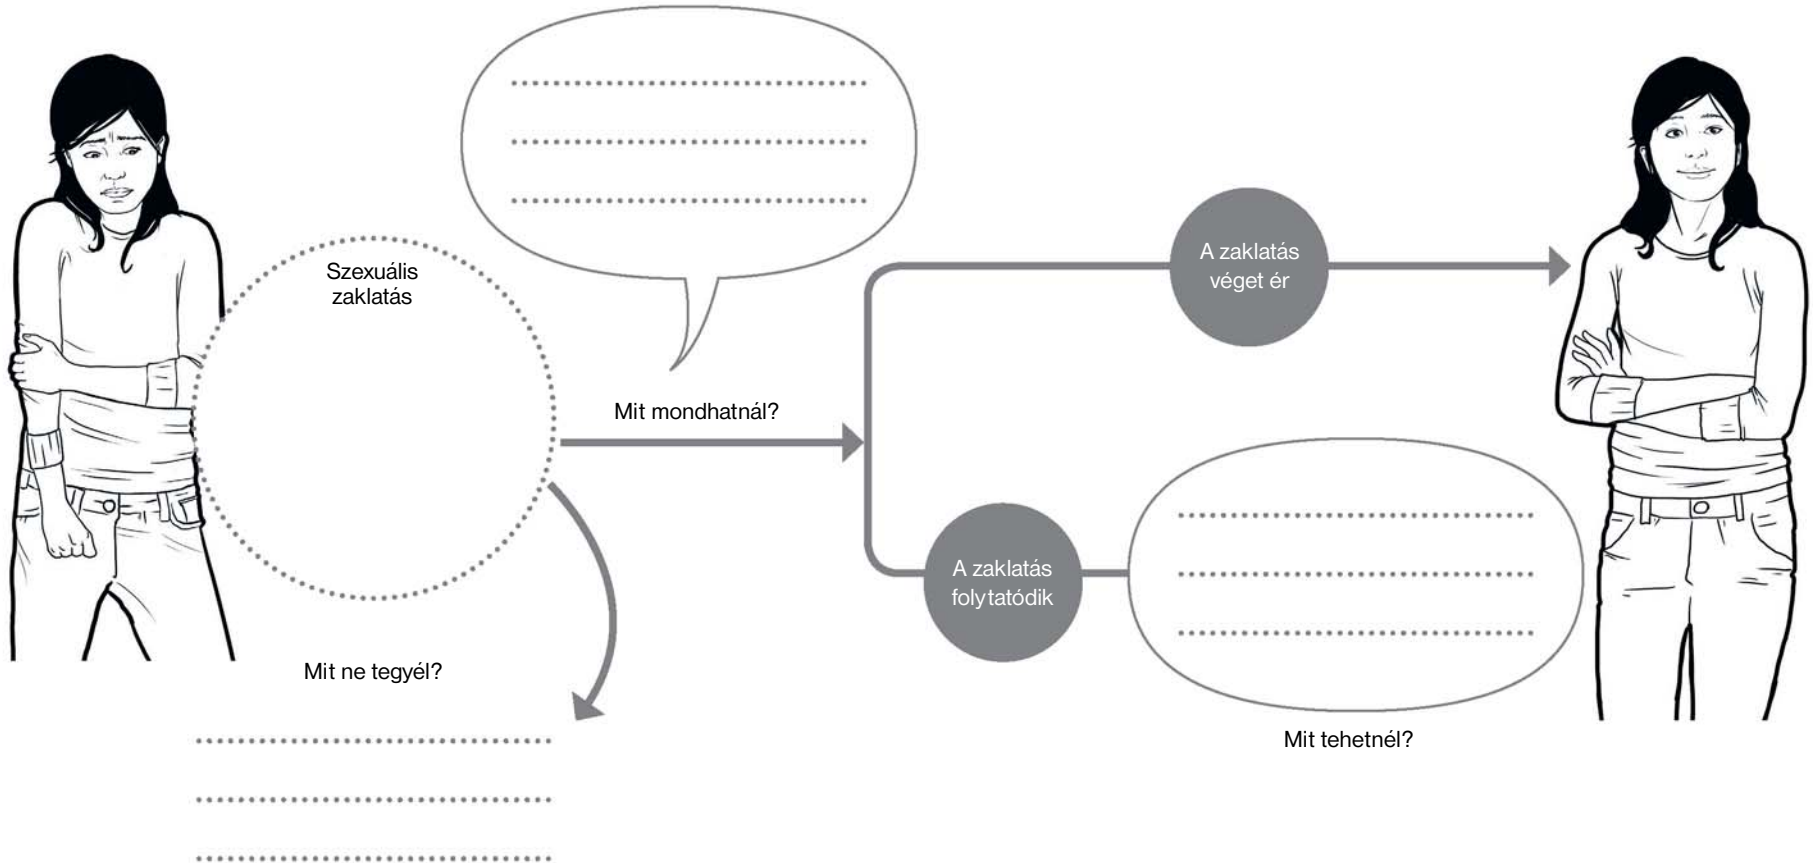 Szexuális
zaklatás
Mit mondhatnál?
A zaklatás
véget ér
A zaklatás
folytatódik
Mit tehetnél?
Mit ne tegyél?